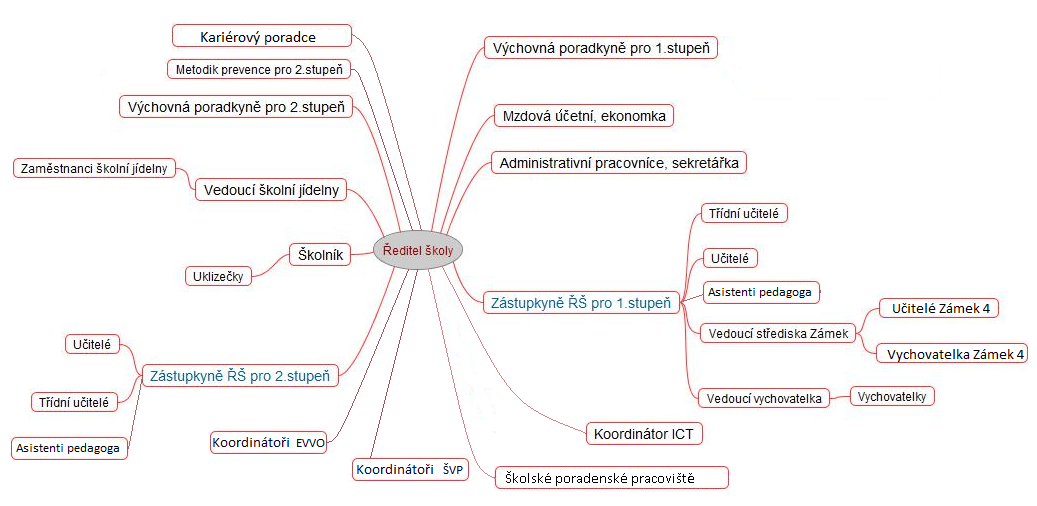 Kariérový poradce
Metodik prevence pro 2.stupeň
Výchovná poradkyně pro 2.stupeň
Zaměstnanci školní jídelny
Vedoucí školní jídelny
Školník
Uklizečky
Učitelé
Zástupkyně ŘŠ pro 2.stupeň
Třídní učitelé
Asistenti pedagoga
Koordinátoři EVVO
Koordinátoři ŠVP
Ředitel školy
Výchovná poradkyně pro 1.stupeň
Mzdová účetní, ekonomka
Administrativní pracovníce, sekretářka
Zástupkyně ŘŠ pro 1.stupeň
Třídní učitelé
Učitelé
Asistenti pedagoga
Vedoucí střediska Zámek
Učitelé Zámek 4
Vychovatelka Zámek 4
Vedoucí vychovatelka
Vychovatelky
Koordinátor ICT
Školské poradenské pracoviště